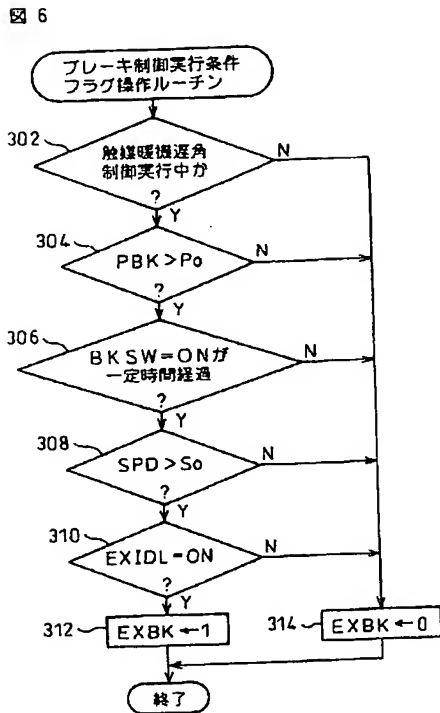 図 6
ブレーキ制御実行条件
フラグ操作ルーチン
302
触媒暖機遅角
制御実行中か
?
N
Y
304
PBK>Po
?
N
Y
306
BKSW=ONが
一定時間経過
?
N
Y
308
SPD>So
?
N
Y
310
EXIDL=ON
?
N
Y
312
EXBK←1
314
EXBK←0
終了